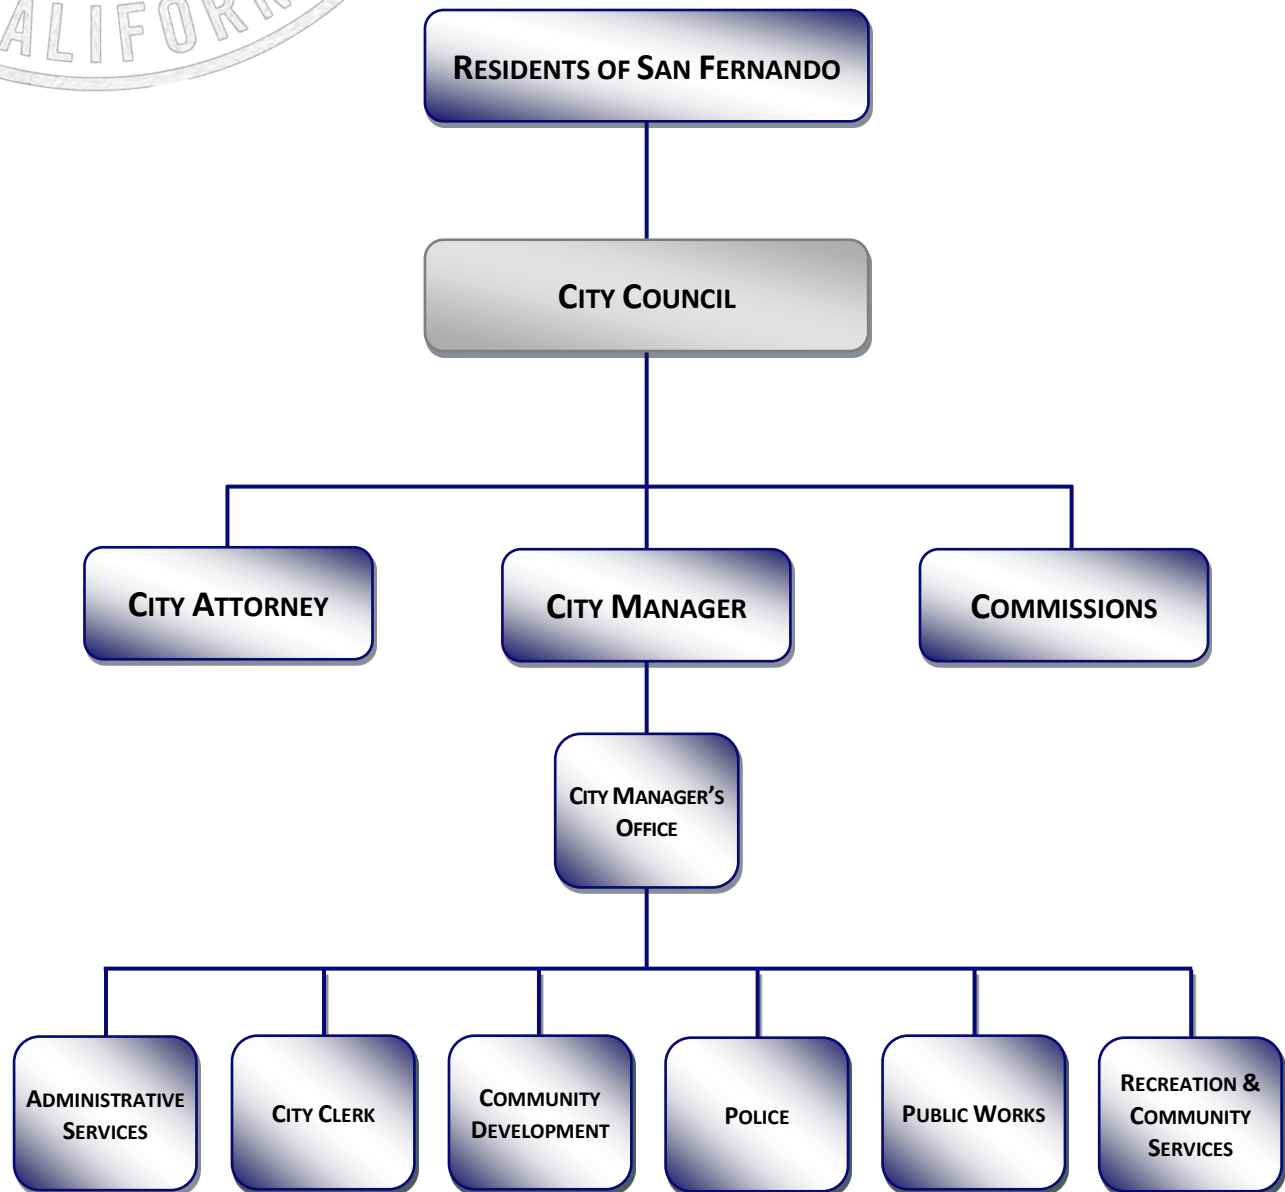 ALIFORN
RESIDENTS OF SAN FERNANDO
CITY COUNCIL
CITY ATTORNEY
CITY MANAGER
COMMISSIONS
CITY MANAGER'S
OFFICE
ADMINISTRATIVE
SERVICES
CITY CLERK
COMMUNITY
DEVELOPMENT
POLICE
PUBLIC WORKS
RECREATION &
COMMUNITY
SERVICES